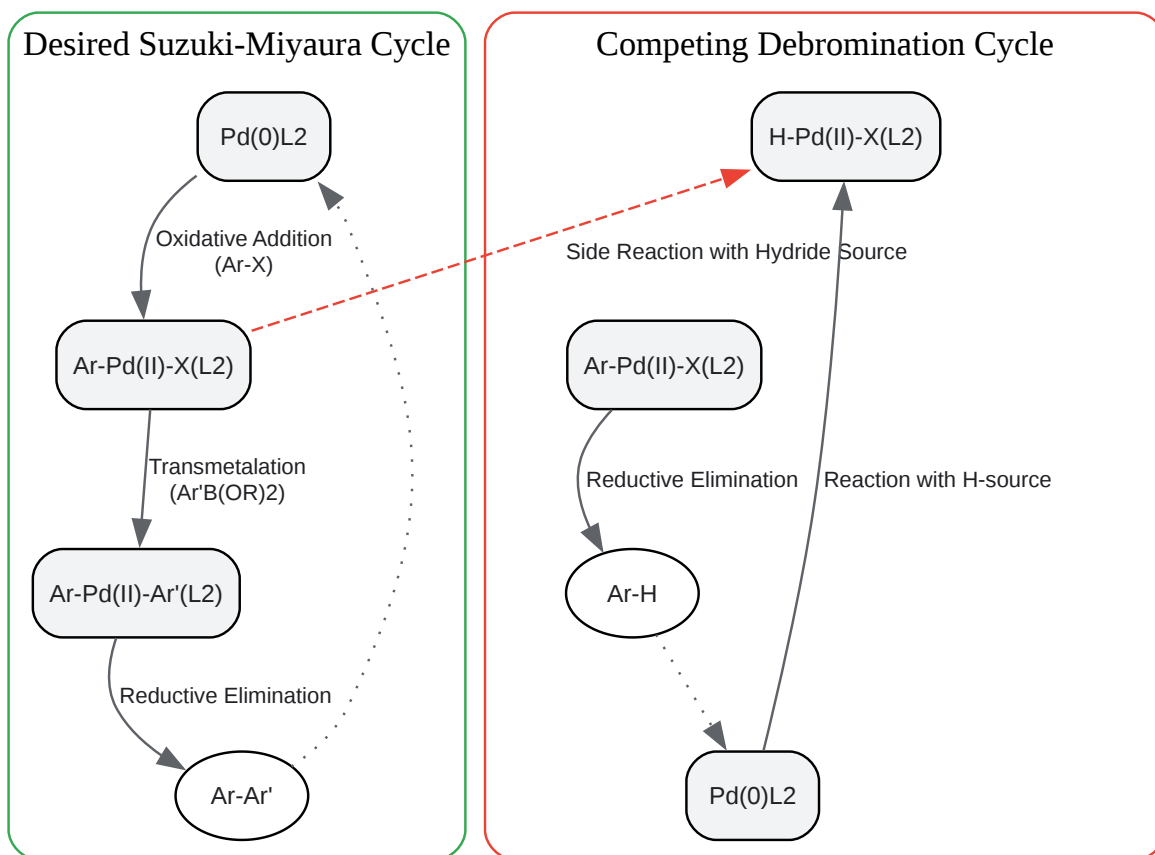 Desired Suzuki-Miyaura Cycle
Pd(0)L2
Oxidative Addition
(Ar-X)
Ar-Pd(II)-X(L2)
Transmetalation
(Ar'B(OR)2)
Ar-Pd(II)-Ar'(L2)
Reductive Elimination
Ar-Ar'
Competing Debromination Cycle
H-Pd(II)-X(L2)
Side Reaction with Hydride Source
Ar-Pd(II)-X(L2)
Reductive Elimination
Reaction with H-source
Ar-H
Pd(0)L2